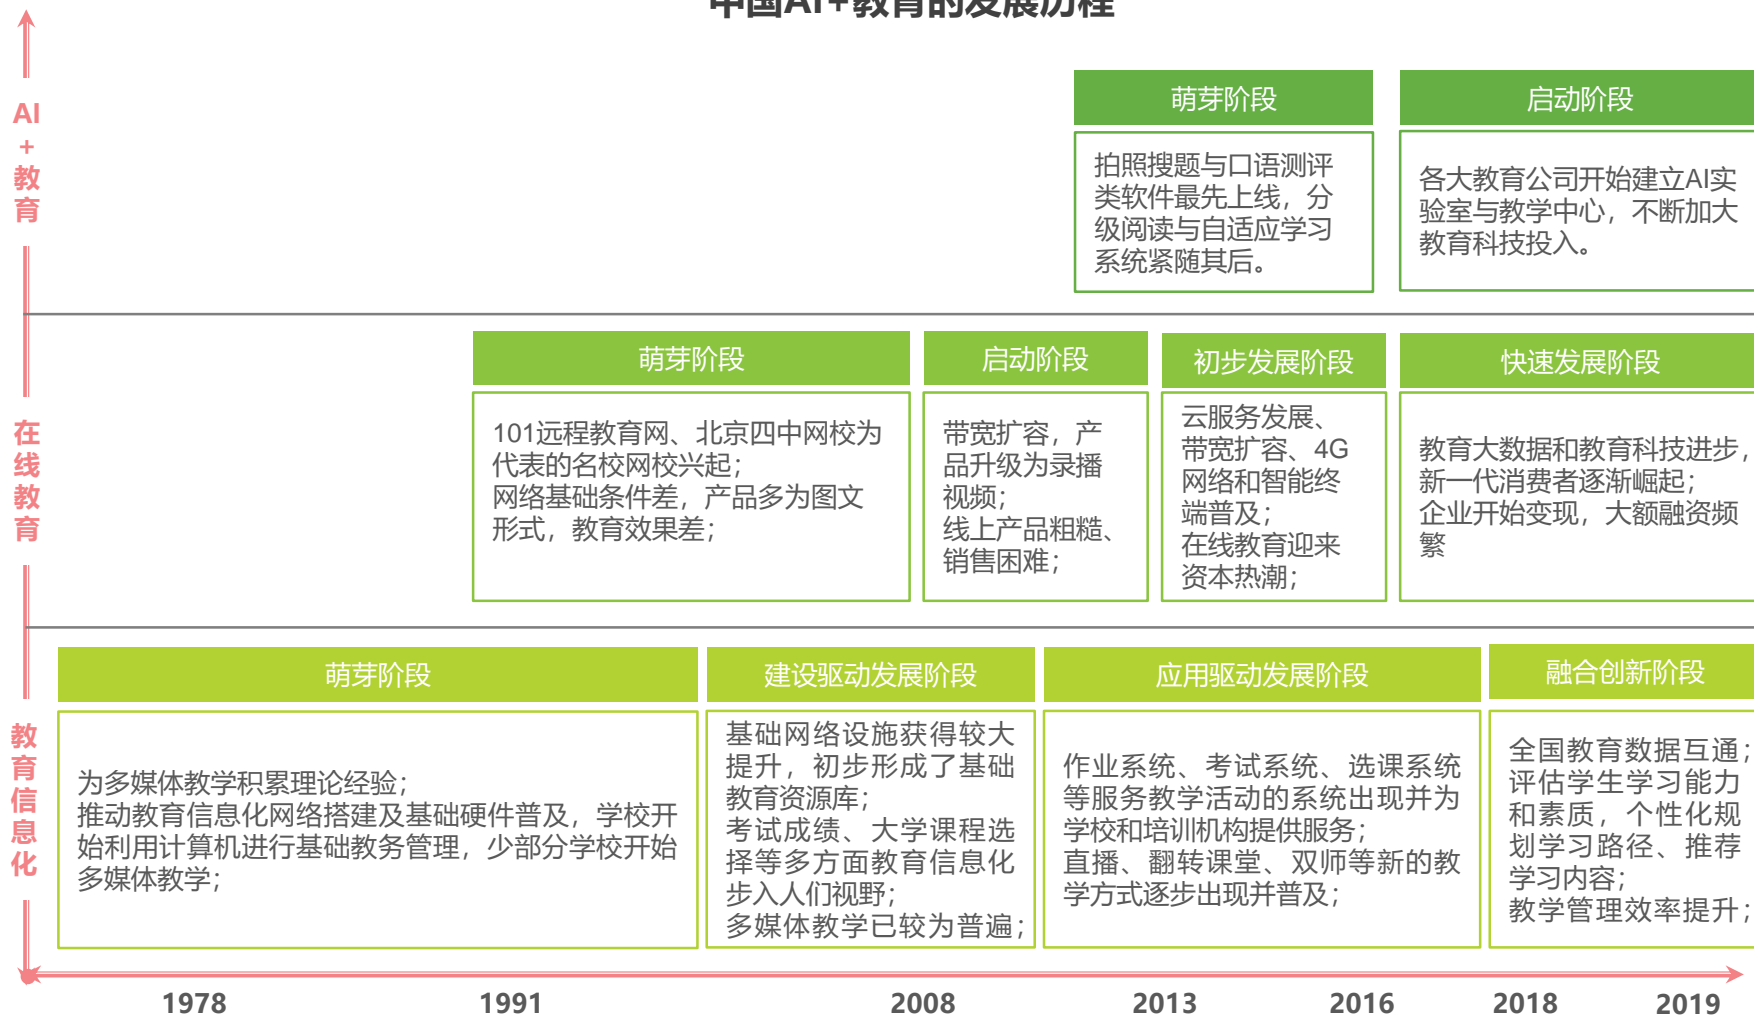 中国AI+教育的发展历程
AI
+
教
育
萌芽阶段
拍照搜题与口语测评
类软件最先上线，分
级阅读与自适应学习
系统紧随其后。
启动阶段
各大教育公司开始建立AI实
验室与教学中心，不断加大
教育科技投入。
在
线
教
育
萌芽阶段
101远程教育网、北京四中网校为
代表的名校网校兴起；
网络基础条件差，产品多为图文
形式，教育效果差；
启动阶段
带宽扩容，产
品升级为录播
视频；
线上产品粗糙、
销售困难；
初步发展阶段
云服务发展、
带宽扩容、4G
网络和智能终
端普及；
在线教育迎来
资本热潮；
快速发展阶段
教育大数据和教育科技进步，
新一代消费者逐渐崛起；
企业开始变现，大额融资频
繁
教
育
信
息
化
萌芽阶段
为多媒体教学积累理论经验；
推动教育信息化网络搭建及基础硬件普及，学校开
始利用计算机进行基础教务管理，少部分学校开始
多媒体教学；
建设驱动发展阶段
基础网络设施获得较大
提升，初步形成了基础
教育资源库；
考试成绩、大学课程选
择等多方面教育信息化
步入人们视野；
多媒体教学已较为普遍；
应用驱动发展阶段
作业系统、考试系统、选课系统
等服务教学活动的系统出现并为
学校和培训机构提供服务；
直播、翻转课堂、双师等新的教
学方式逐步出现并普及；
融合创新阶段
全国教育数据互通；
评估学生学习能力
和素质，个性化规
划学习路径、推荐
学习内容；
教学管理效率提升；
1978
1991
2008
2013
2016
2018
2019